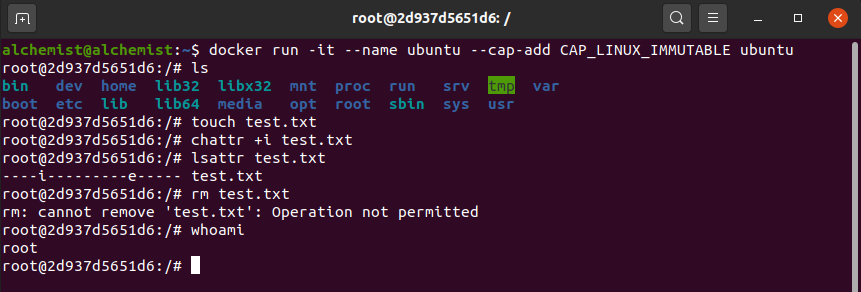 root@2d937d5651d6: /
alchemist@alchemist:~$ docker run -it --name ubuntu --cap-add CAP_LINUX_IMMUTABLE ubuntu
root@2d937d5651d6:/# ls
bin dev home lib32 libx32 mnt proc run srv tmp var
boot etc lib lib64 media opt root sbin sys usr
root@2d937d5651d6:/# touch test.txt
root@2d937d5651d6:/# chattr +i test.txt
root@2d937d5651d6:/# lsattr test.txt
----i---------e----- test.txt
root@2d937d5651d6:/# rm test.txt
rm: cannot remove 'test.txt': Operation not permitted
root@2d937d5651d6:/# whoami
root
root@2d937d5651d6:/#